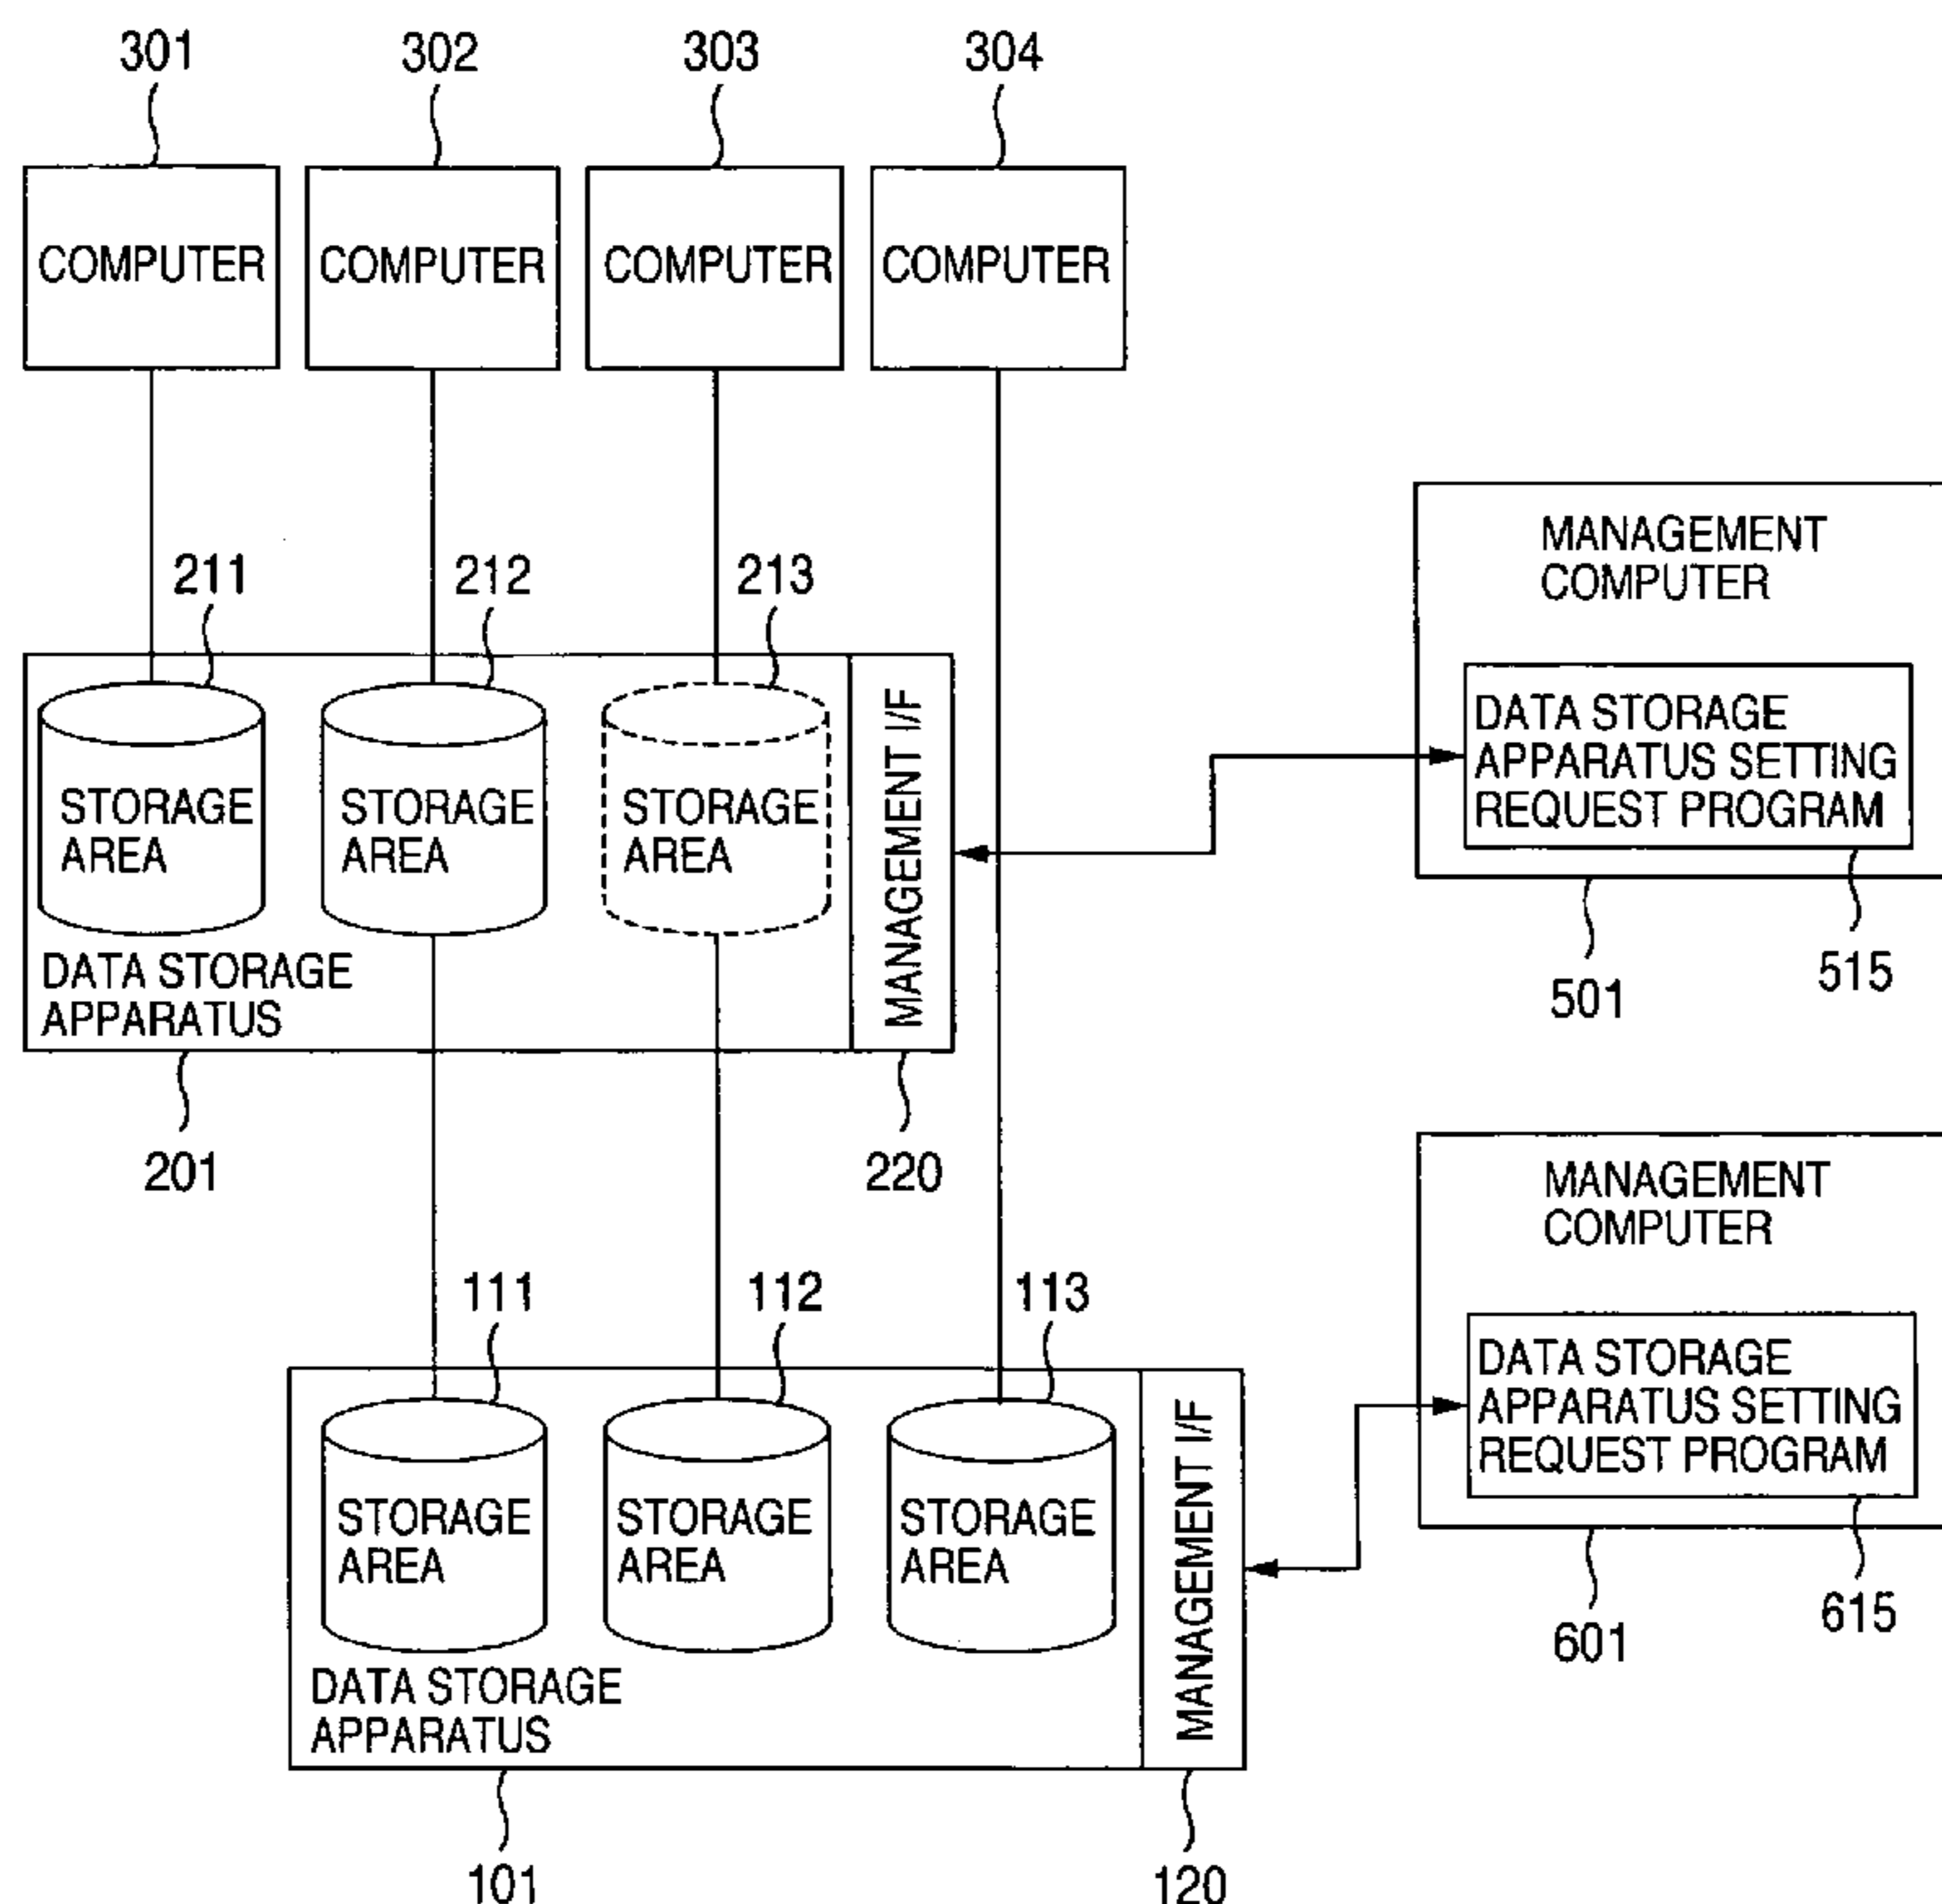 301
302
303
304
COMPUTER
COMPUTER
COMPUTER
COMPUTER
211
212
213
MANAGEMENT
COMPUTER
DATA STORAGE
APPARATUS SETTING
REQUEST PROGRAM
STORAGE
AREA
STORAGE
AREA
STORAGE
AREA
MANAGEMENT I/F
DATA STORAGE
APPARATUS
515
501
201
220
MANAGEMENT
COMPUTER
111
112
113
DATA STORAGE
APPARATUS SETTING
REQUEST PROGRAM
STORAGE
AREA
STORAGE
AREA
STORAGE
AREA
MANAGEMENT I/F
615
601
DATA STORAGE
APPARATUS
101
120